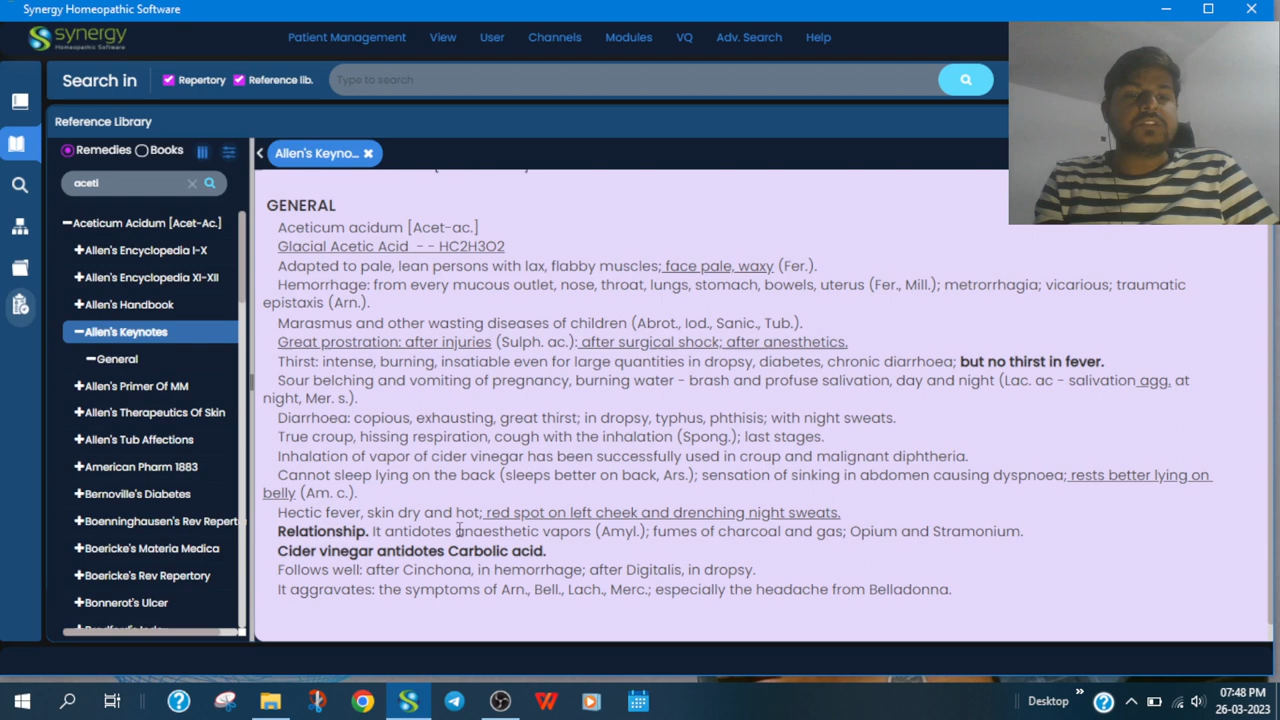 Synergy Homeopathic Software
synergy
Homeopathic Software
Patient Management View User Channels Modules VQ Adv. Search Help
Search in Repertory Reference lib. Type to search
Reference Library
Remedies Books
Allen's Keyno...
aceti
Aceticum Acidum [Acet-Ac.]
Allen's Encyclopedia I-X
Allen's Encyclopedia XI-XII
Allen's Handbook
Allen's Keynotes
General
Allen's Primer Of MM
Allen's Therapeutics Of Skin
Allen's Tub Affections
American Pharm 1883
Bernoville's Diabetes
Boenninghausen's Rev Repert
Boericke's Materia Medica
Boericke's Rev Repertory
Bonnerot's Ulcer
GENERAL
Aceticum acidum [Acet-ac.]
Glacial Acetic Acid - - HC2H3O2
Adapted to pale, lean persons with lax, flabby muscles; face pale, waxy (Fer.).
Hemorrhage: from every mucous outlet, nose, throat, lungs, stomach, bowels, uterus (Fer., Mill.); metrorrhagia; vicarious; traumatic
epistaxis (Arn.).
Marasmus and other wasting diseases of children (Abrot., Iod., Sanic., Tub.).
Great prostration: after injuries (Sulph. ac.): after surgical shock; after anesthetics.
Thirst: intense, burning, insatiable even for large quantities in dropsy, diabetes, chronic diarrhoea; but no thirst in fever.
Sour belching and vomiting of pregnancy, burning water - brash and profuse salivation, day and night (Lac. ac - salivation agg, at
night, Mer. s.).
Diarrhoea: copious, exhausting, great thirst; in dropsy, typhus, phthisis; with night sweats.
True croup, hissing respiration, cough with the inhalation (Spong.); last stages.
Inhalation of vapor of cider vinegar has been successfully used in croup and malignant diphtheria.
Cannot sleep lying on the back (sleeps better on back, Ars.); sensation of sinking in abdomen causing dyspnoea; rests better lying on
belly (Am. c.).
Hectic fever, skin dry and hot; red spot on left cheek and drenching night sweats.
Relationship. It antidotes anaesthetic vapors (Amyl.); fumes of charcoal and gas; Opium and Stramonium.
Cider vinegar antidotes Carbolic acid.
Follows well: after Cinchona, in hemorrhage; after Digitalis, in dropsy.
It aggravates: the symptoms of Arn., Bell., Lach., Merc.; especially the headache from Belladonna.
Desktop
07:48 PM
26-03-2023